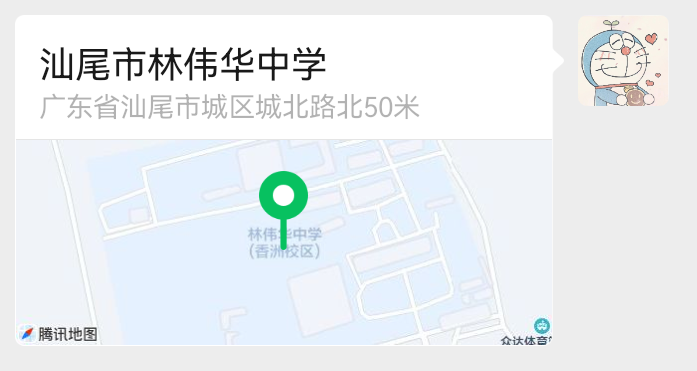 汕尾市林伟华中学
广东省汕尾市城区城北路北50米
林伟华中学
(香洲校区)
腾讯地图
众达体育